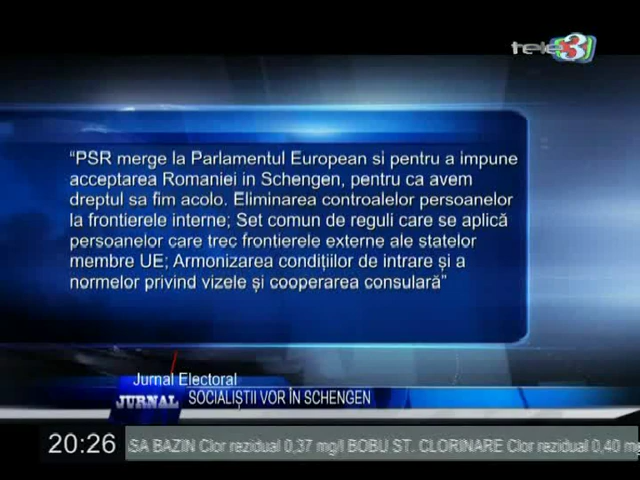 tele3
“PSR merge la Parlamentul European si pentru a impune
acceptarea Romaniei in Schengen, pentru ca avem
dreptul sa fim acolo. Eliminarea controalelor persoanelor
la frontierele interne; Set comun de reguli care se aplică
persoanelor care trec frontierele externe ale statelor
membre UE; Armonizarea condițiilor de intrare și a
normelor privind vizele și cooperarea consulară”
Jurnal Electoral
JURNAL SOCIALIȘTII VOR ÎN SCHENGEN
20:26 SA BAZIN Clor rezidual 0,37 mg/l BOBU ST. CLORINARE Clor rezidual 0,40